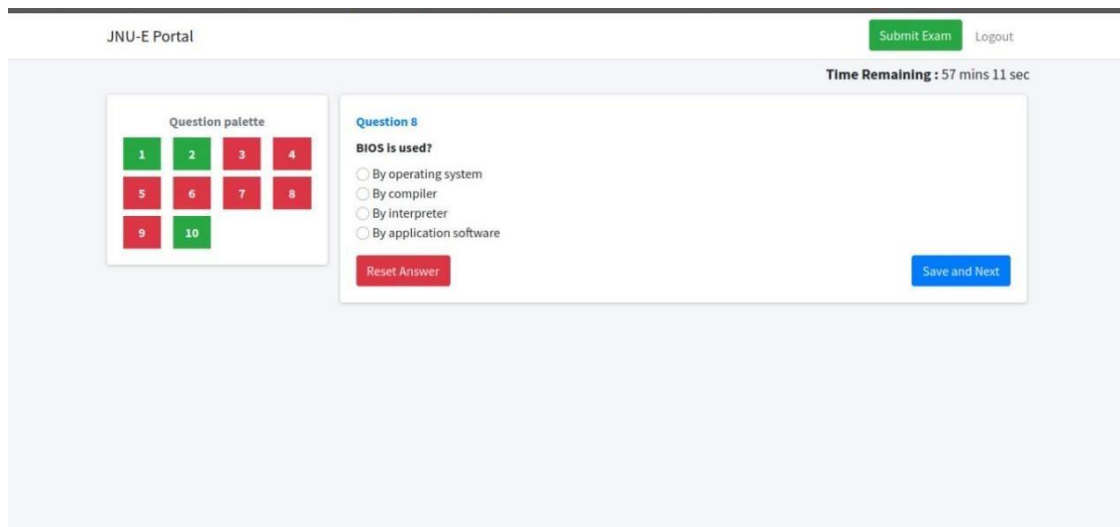 JNU-E Portal
Submit Exam
Logout
Time Remaining : 57 mins 11 sec
Question palette
1 2 3 4
5 6 7 8
9 10
Question 8
BIOS is used?
By operating system
By compiler
By interpreter
By application software
Reset Answer
Save and Next